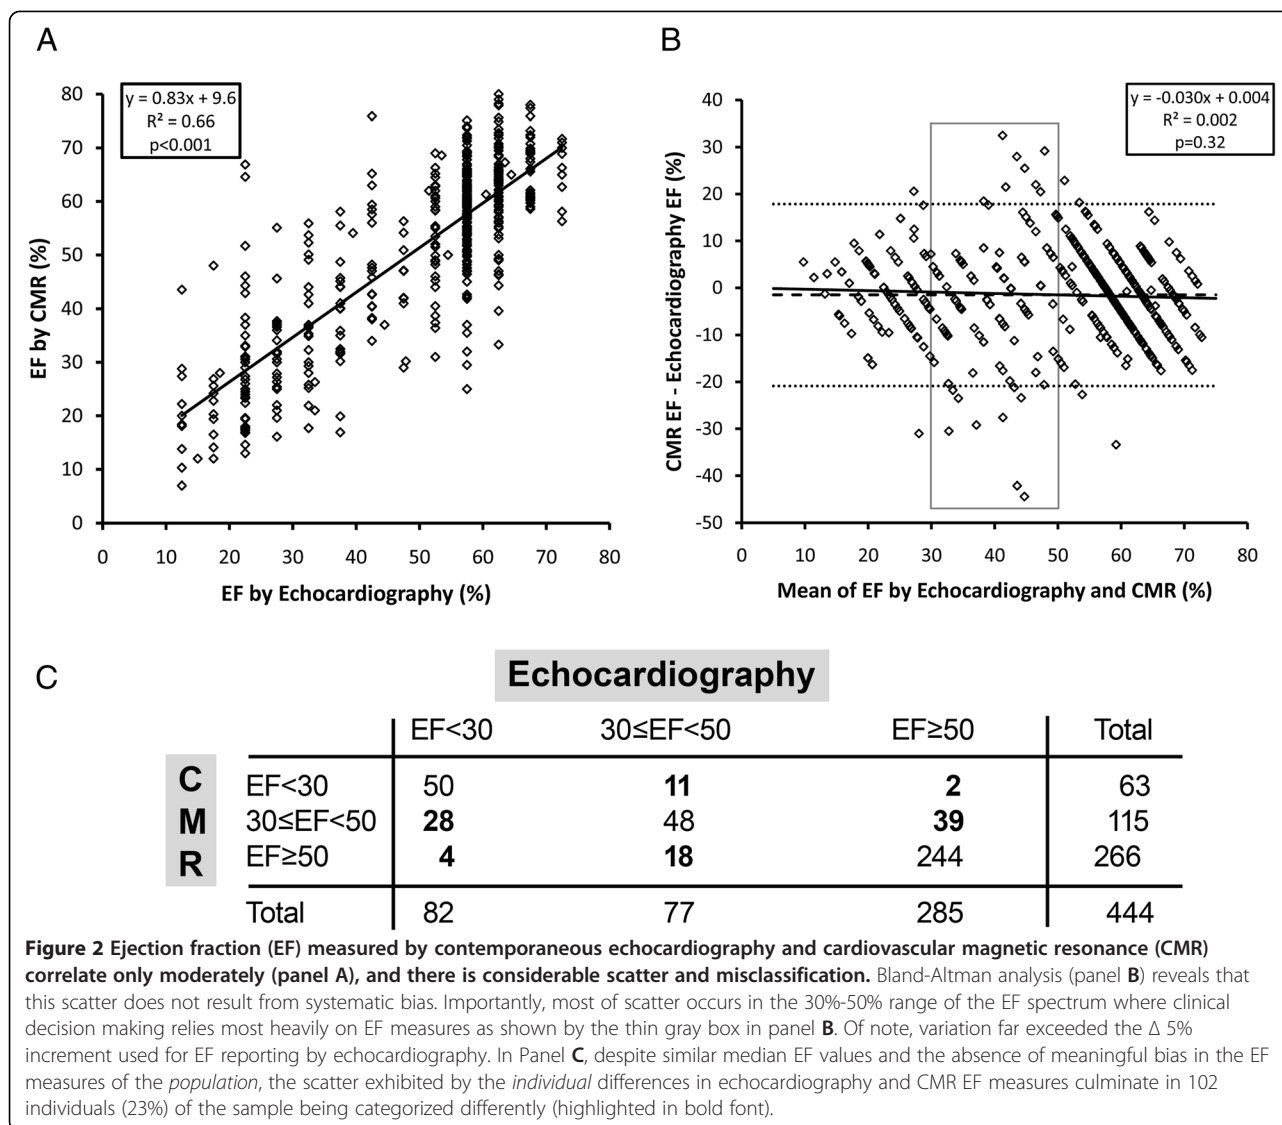 A
y = 0.83x + 9.6
R² = 0.66
p<0.001
EF by CMR (%)
80
70
60
50
40
30
20
10
0
0 10 20 30 40 50 60 70 80
EF by Echocardiography (%)
B
y = -0.030x + 0.004
R² = 0.002
p=0.32
CMR EF - Echocardiography EF (%)
40
30
20
10
0
-10
-20
-30
-40
-50
0 10 20 30 40 50 60 70 80
Mean of EF by Echocardiography and CMR (%)
C
Echocardiography
EF<30 30≤EF<50 EF≥50 Total
C EF<30 50 11 2 63
M 30≤EF<50 28 48 39 115
R EF≥50 4 18 244 266
Total 82 77 285 444
Figure 2 Ejection fraction (EF) measured by contemporaneous echocardiography and cardiovascular magnetic resonance (CMR)
correlate only moderately (panel A), and there is considerable scatter and misclassification. Bland-Altman analysis (panel B) reveals that
this scatter does not result from systematic bias. Importantly, most of scatter occurs in the 30%-50% range of the EF spectrum where clinical
decision making relies most heavily on EF measures as shown by the thin gray box in panel B. Of note, variation far exceeded the Δ 5%
increment used for EF reporting by echocardiography. In Panel C, despite similar median EF values and the absence of meaningful bias in the EF
measures of the population, the scatter exhibited by the individual differences in echocardiography and CMR EF measures culminate in 102
individuals (23%) of the sample being categorized differently (highlighted in bold font).